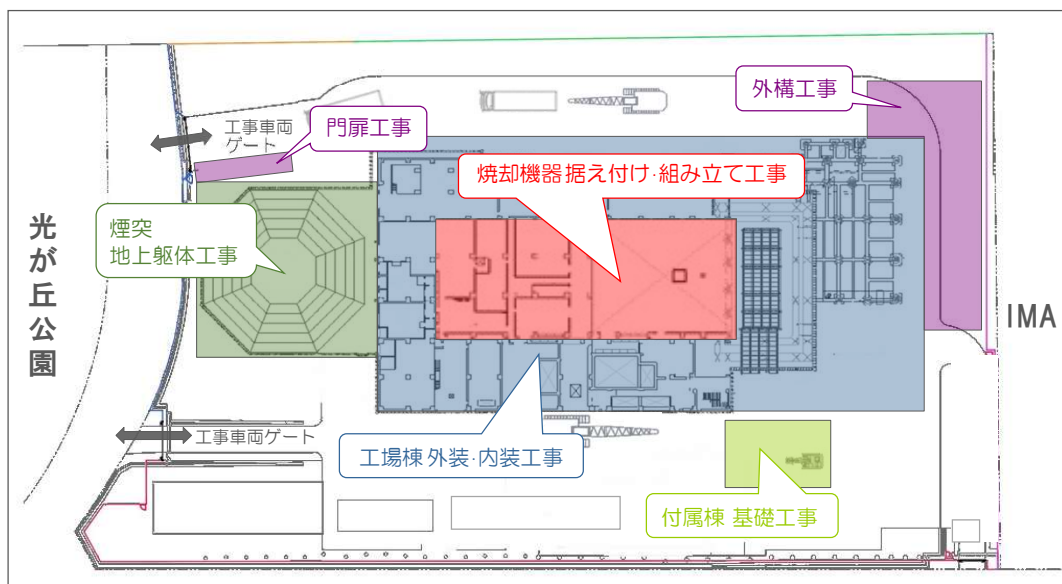 外構工事
工事車両
ゲート
門扉工事
焼却機器据え付け･組み立て工事
煙突
地上躯体工事
光が丘公園
IMA
工事車両ゲート
工場棟 外装･内装工事
付属棟 基礎工事